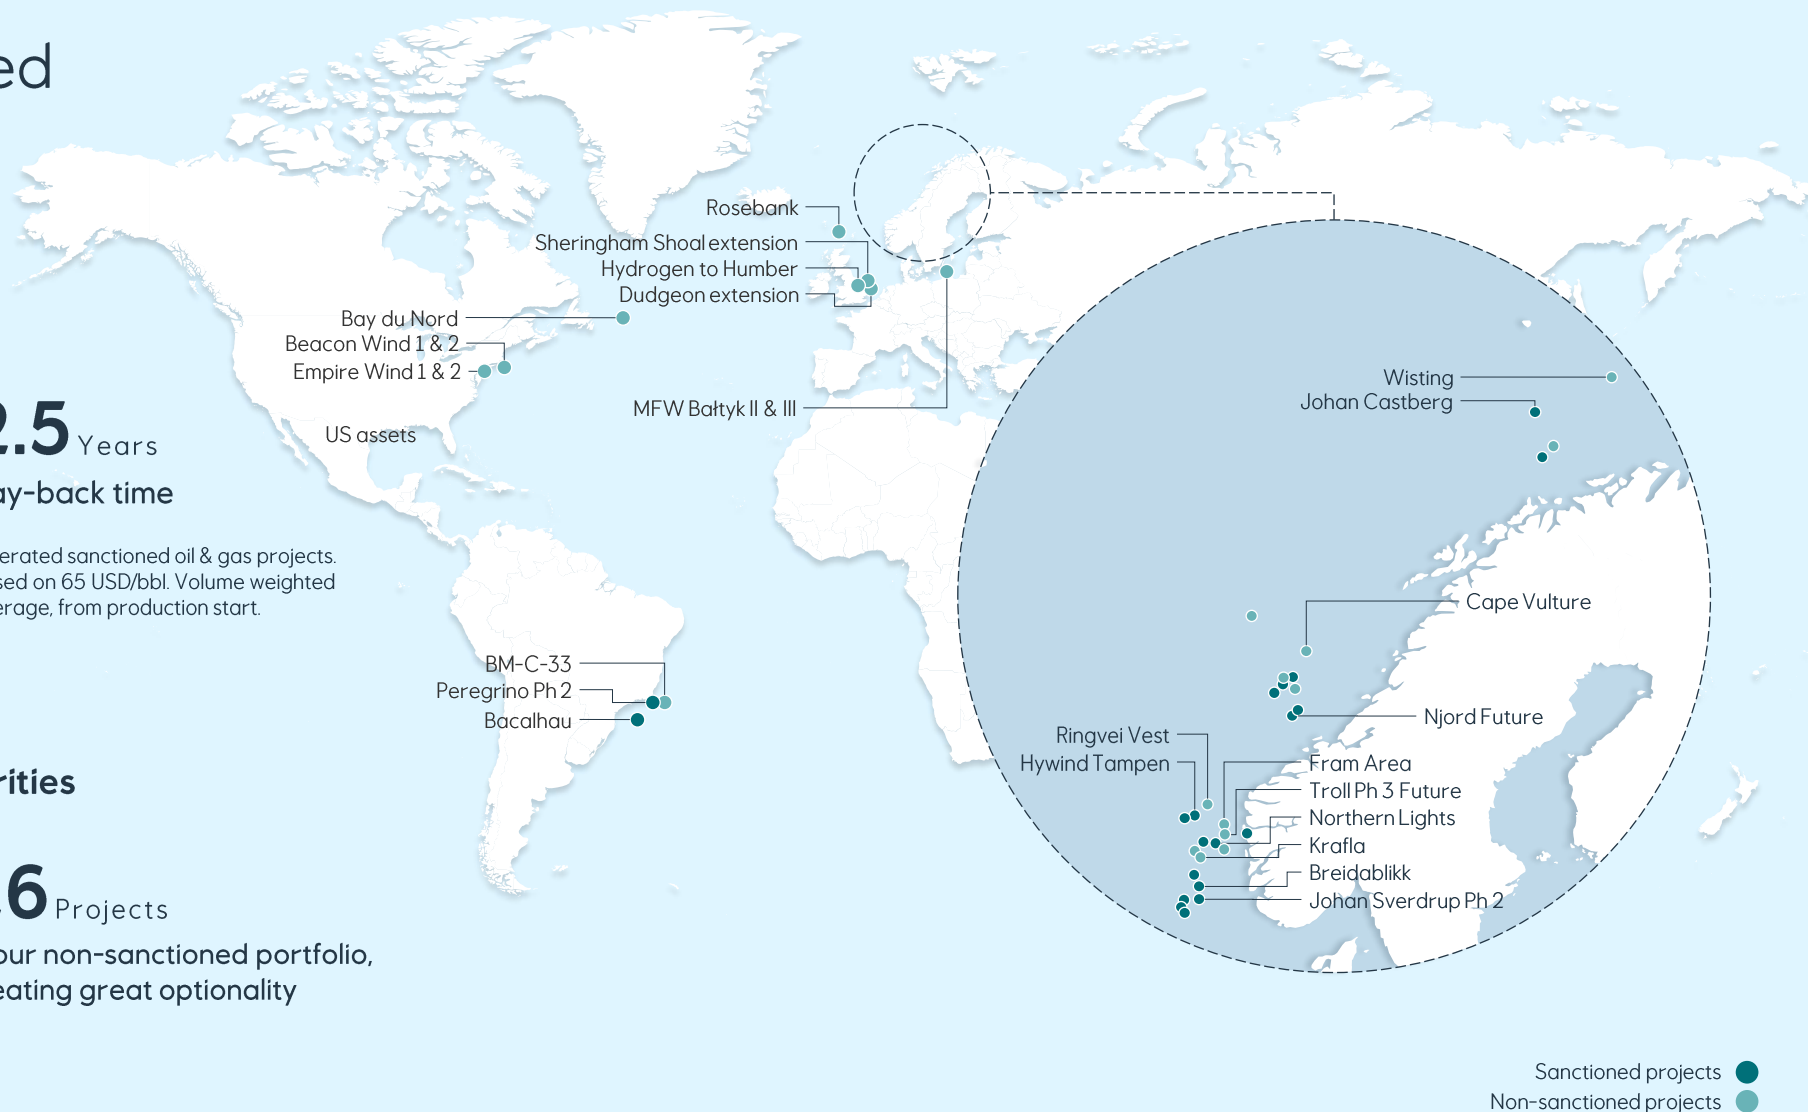 ed
2.5 Years
ay-back time
erated sanctioned oil & gas projects.
sed on 65 USD/bbl. Volume weighted
erage, from production start.
rities
6 Projects
our non-sanctioned portfolio,
eating great optionality
Rosebank
Sheringham Shoal extension
Hydrogen to Humber
Dudgeon extension
Bay du Nord
Beacon Wind 1 & 2
Empire Wind 1 & 2
MFW Bałtyk II & III
US assets
BM-C-33
Peregrino Ph 2
Bacalhau
Wisting
Johan Castberg
Cape Vulture
Njord Future
Ringvei Vest
Hywind Tampen
Fram Area
Troll Ph 3 Future
Northern Lights
Krafla
Breidablikk
Johan Sverdrup Ph 2
Sanctioned projects
Non-sanctioned projects